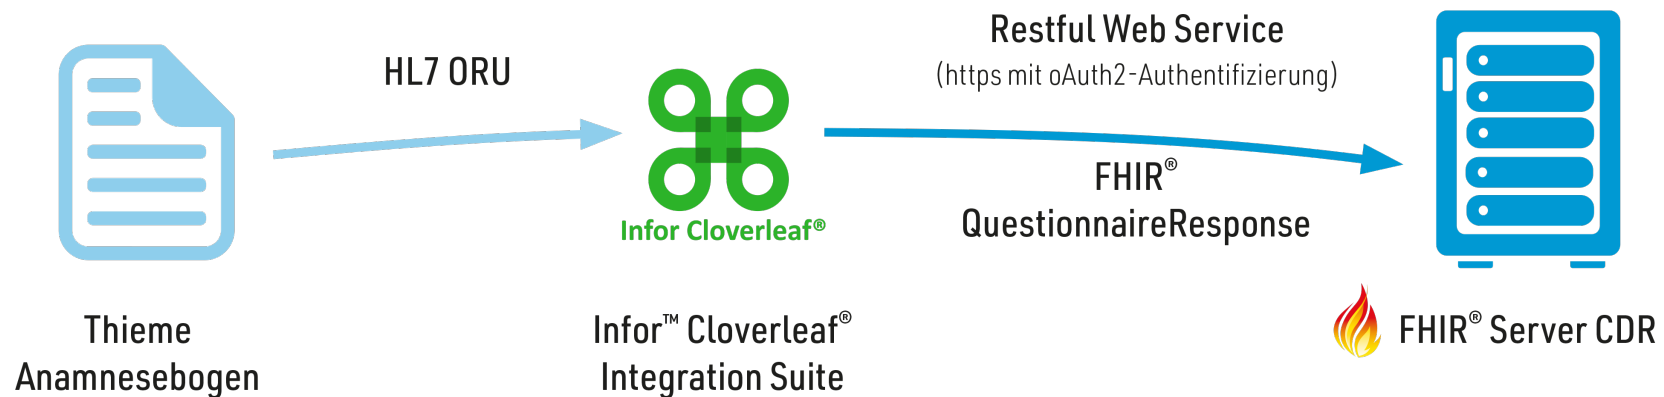 HL7 ORU
Restful Web Service
(https mit oAuth2-Authentifizierung)
Infor Cloverleaf®
FHIR®
QuestionnaireResponse
Thieme
Anamnesebogen
Infor™ Cloverleaf®
Integration Suite
FHIR® Server CDR